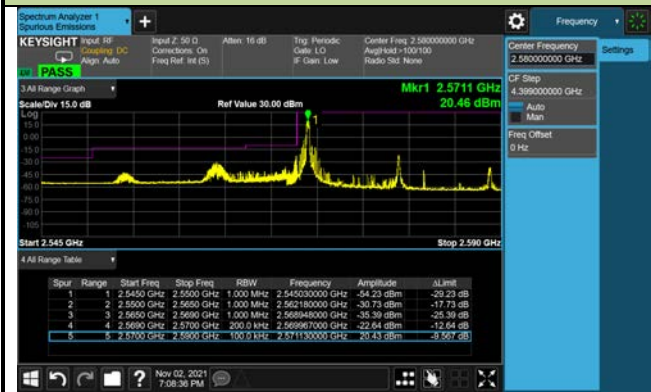 Spectrum Analyzer 1
Spurious Emissions
Frequency
KEYSIGHT Input: RF
Coupling: DC
Align: Auto
Input Z: 50 Ω
Corrections: On
Freq Ref: Int (S)
Atten: 16 dB
Trig: Periodic
Gate: LO
IF Gain: Low
Center Freq: 2.580000000 GHz
Avg|Hold:>100/100
Radio Std: None
PASS
Center Frequency
2.580000000 GHz
Settings
CF Step
4.399000000 GHz
Auto
Man
Freq Offset
0 Hz
3 All Range Graph
Mkr1 2.5711 GHz
Scale/Div 15.0 dB
Ref Value 30.00 dBm
20.46 dBm
Log
15.0
0.00
-15.0
-30.0
-45.0
-60.0
-75.0
-90.0
-105
1
Start 2.545 GHz
Stop 2.590 GHz
4 All Range Table
Spur Range Start Freq Stop Freq RBW Frequency Amplitude ΔLimit
1 1 2.5450 GHz 2.5500 GHz 1.000 MHz 2.545030000 GHz -54.23 dBm -29.23 dB
2 2 2.5500 GHz 2.5650 GHz 1.000 MHz 2.562180000 GHz -30.73 dBm -17.73 dB
3 3 2.5650 GHz 2.5690 GHz 1.000 MHz 2.568948000 GHz -35.39 dBm -25.39 dB
4 4 2.5690 GHz 2.5700 GHz 200.0 kHz 2.569967000 GHz -22.64 dBm -12.64 dB
5 5 2.5700 GHz 2.5900 GHz 100.0 kHz 2.571130000 GHz 20.43 dBm -9.567 dB
Nov 02, 2021
7:08:36 PM